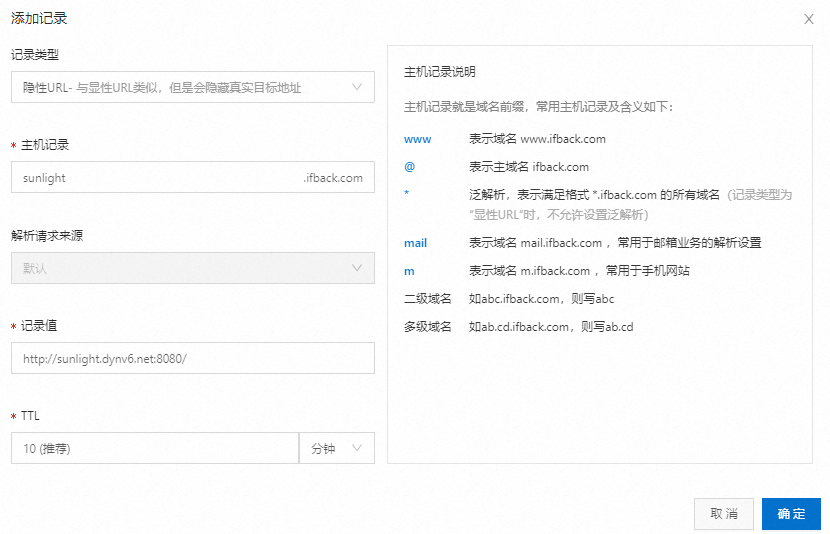 添加记录
记录类型
隐性URL- 与显性URL类似，但是会隐藏真实目标地址
* 主机记录
sunlight .ifback.com
解析请求来源
默认
* 记录值
http://sunlight.dynv6.net:8080/
* TTL
10 (推荐) 分钟
主机记录说明
主机记录就是域名前缀，常用主机记录及含义如下：
www 表示域名 www.ifback.com
@ 表示主域名 ifback.com
* 泛解析，表示满足格式 *.ifback.com 的所有域名（记录类型为
“显性URL”时，不允许设置泛解析）
mail 表示域名 mail.ifback.com ，常用于邮箱业务的解析设置
m 表示域名 m.ifback.com ，常用于手机网站
二级域名 如abc.ifback.com，则写abc
多级域名 如ab.cd.ifback.com，则写ab.cd
取消 确定